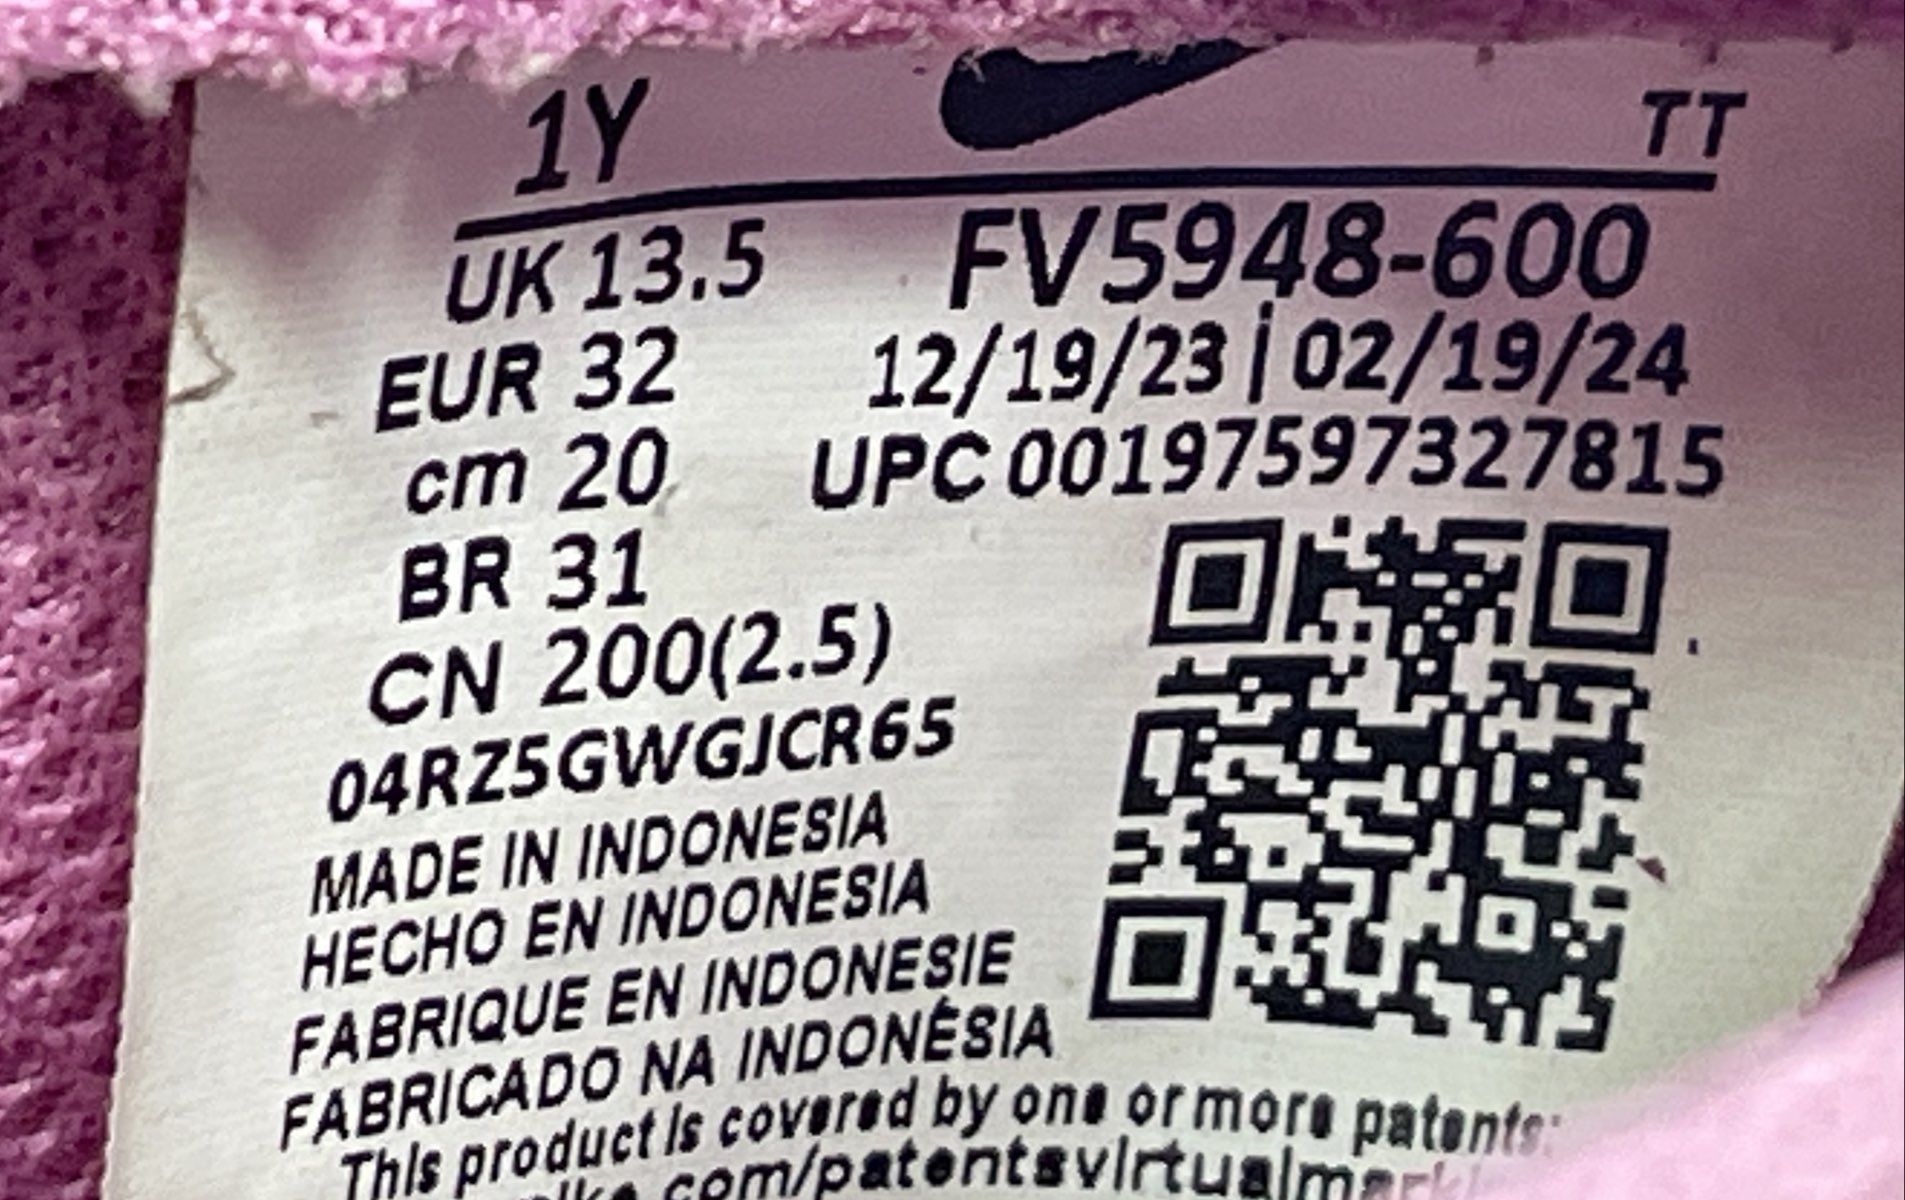 1Y TT
UK 13.5 FV5948-600
EUR 32 12/19/23 | 02/19/24
cm 20 UPC 00197597327815
BR 31
CN 200(2.5)
04RZ5GWGJCR65
MADE IN INDONESIA
HECHO EN INDONESIA
FABRIQUE EN INDONESIE
FABRICADO NA INDONÉSIA
This product is covered by one or more patents: